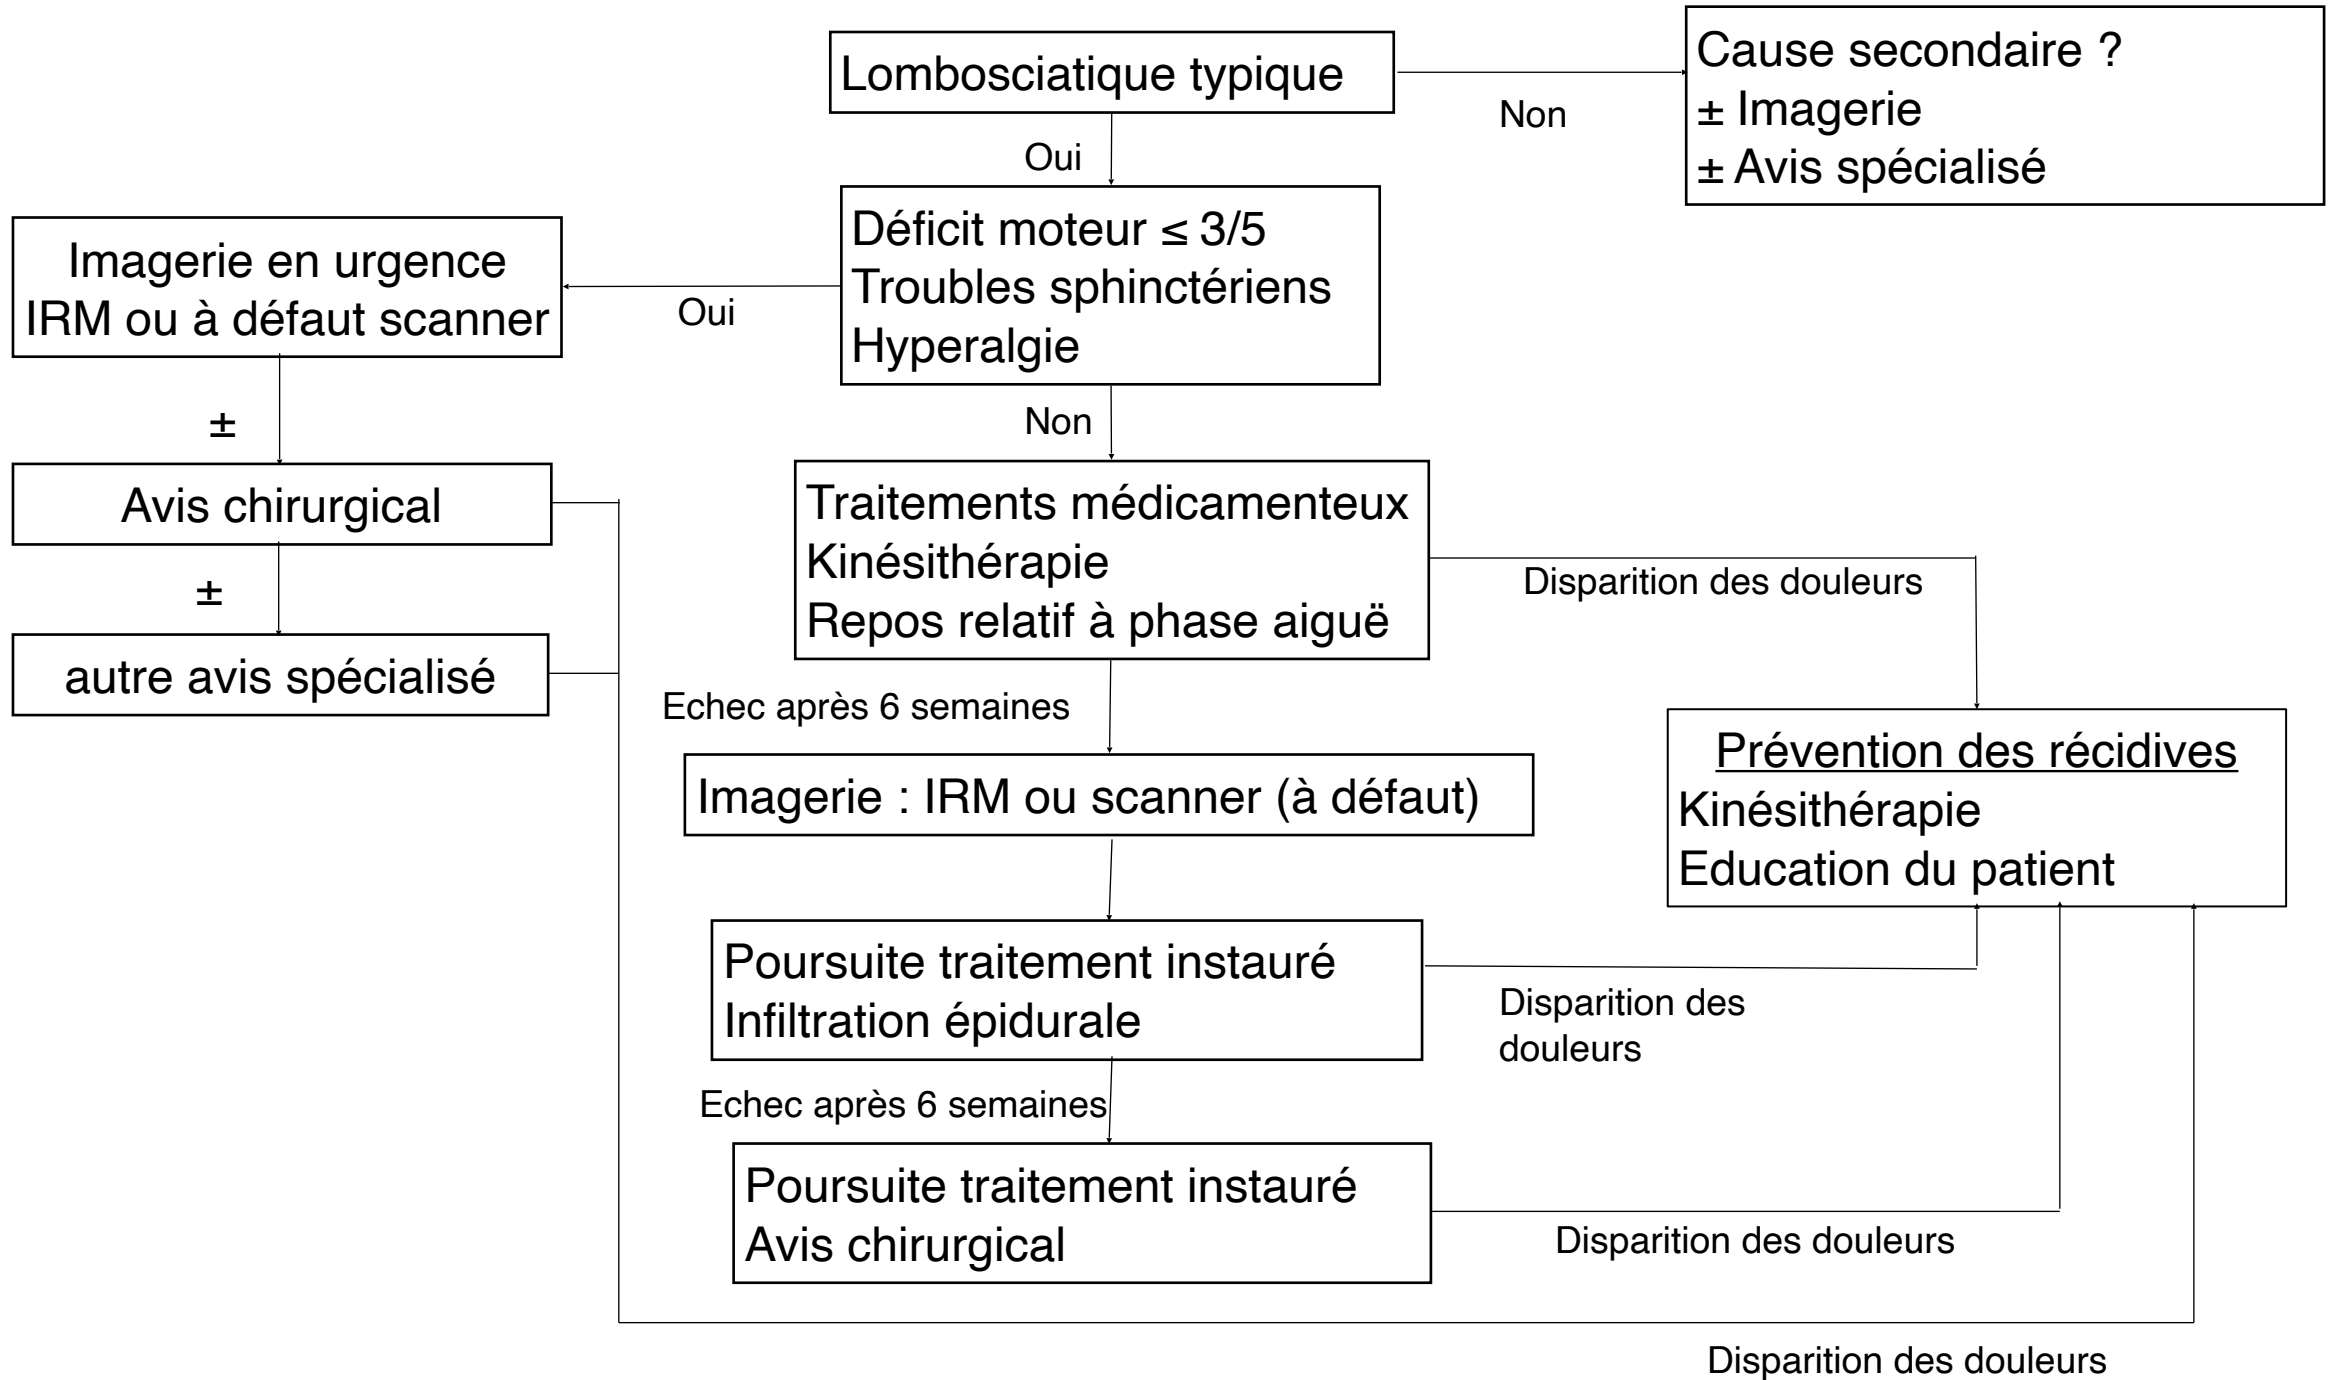 Lombosciatique typique
Non
Cause secondaire ?
± Imagerie
± Avis spécialisé
Oui
Déficit moteur ≤ 3/5
Troubles sphinctériens
Hyperalgie
Oui
Imagerie en urgence
IRM ou à défaut scanner
±
Avis chirurgical
±
autre avis spécialisé
Non
Traitements médicamenteux
Kinésithérapie
Repos relatif à phase aiguë
Disparition des douleurs
Echec après 6 semaines
Imagerie : IRM ou scanner (à défaut)
Prévention des récidives
Kinésithérapie
Education du patient
Poursuite traitement instauré
Infiltration épidurale
Disparition des
douleurs
Echec après 6 semaines
Poursuite traitement instauré
Avis chirurgical
Disparition des douleurs
Disparition des douleurs